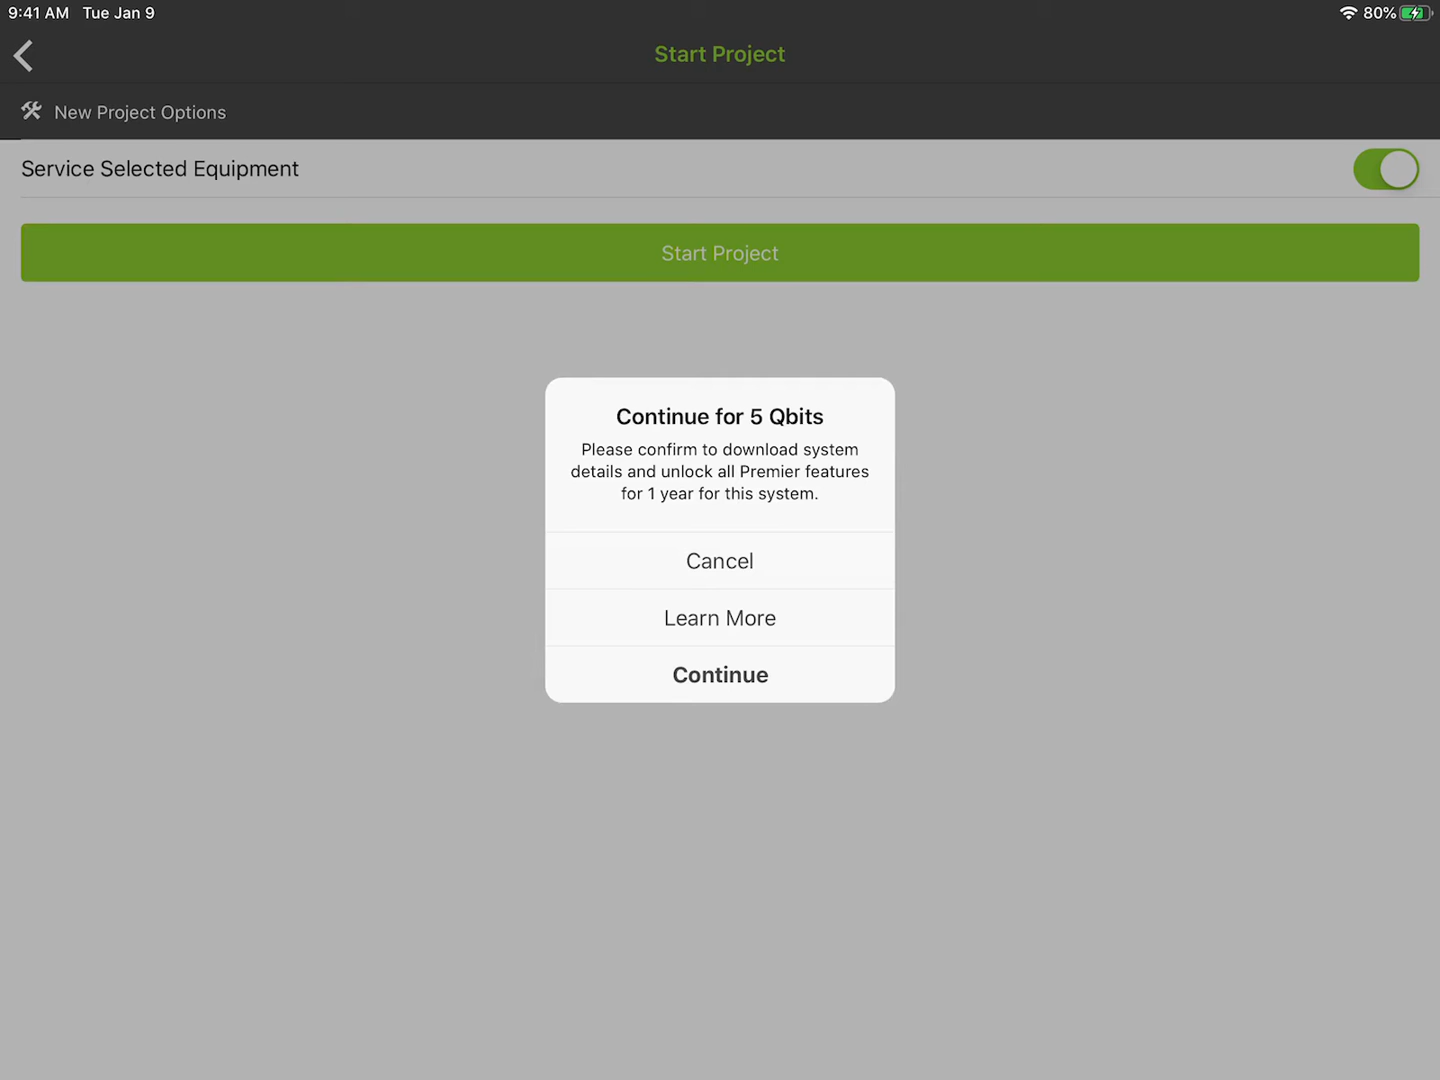 9:41 AM Tue Jan 9
80%
Start Project
New Project Options
Service Selected Equipment
Start Project
Continue for 5 Qbits
Please confirm to download system
details and unlock all Premier features
for 1 year for this system.
Cancel
Learn More
Continue